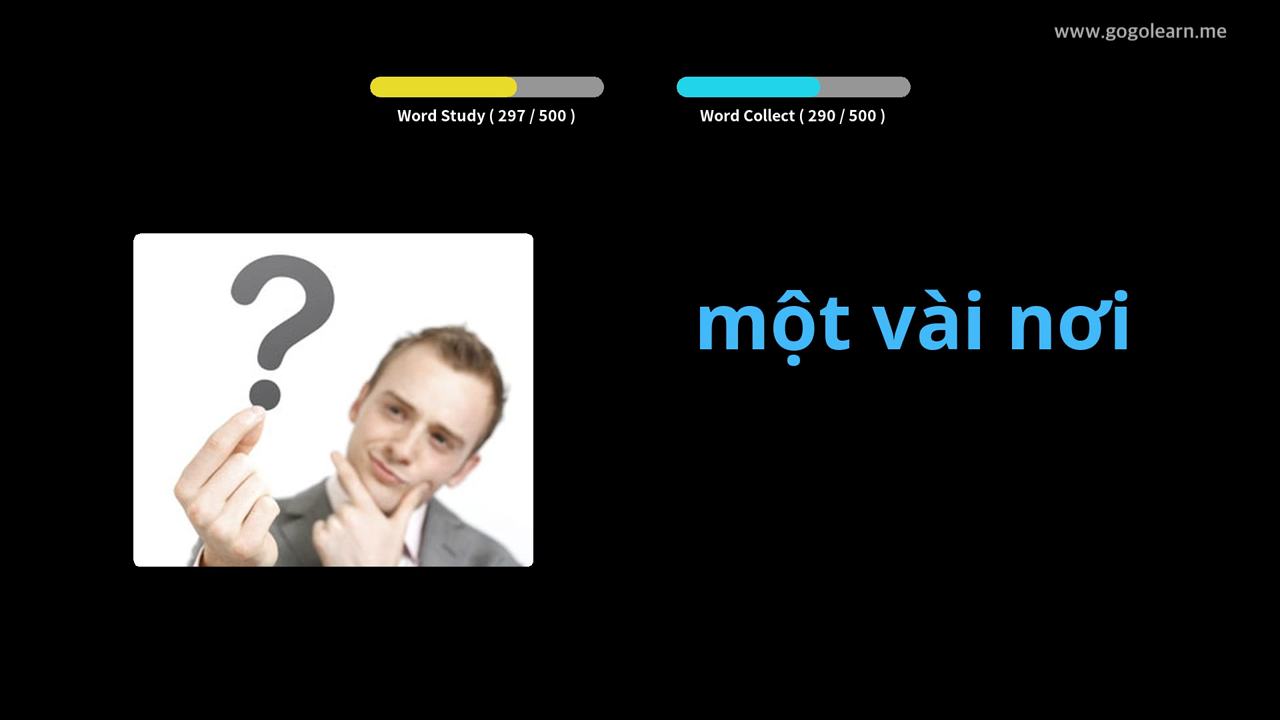 www.gogolearn.me
Word Study ( 297 / 500 )
Word Collect ( 290 / 500 )
?
một vài nơi